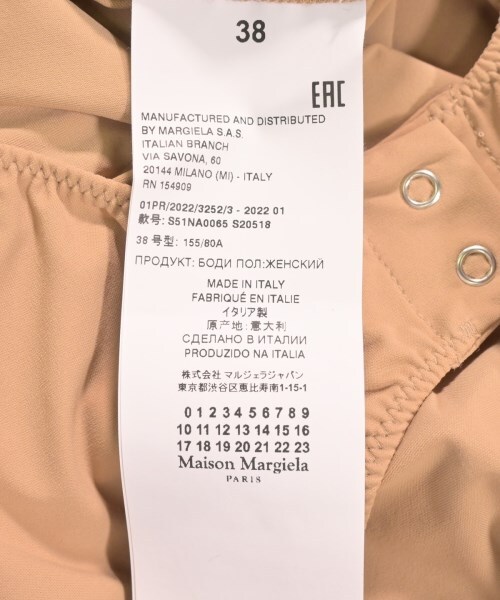 38
EAC
MANUFACTURED AND DISTRIBUTED
BY MARGIELA S.A.S.
ITALIAN BRANCH
VIA SAVONA, 60
20144 MILANO (MI) - ITALY
RN 154909
01PR/2022/3252/3 - 2022 01
款号: S51NA0065 S20518
38 号型: 155/80A
ПРОДУКТ: БОДИ ПОЛ:ЖЕНСКИЙ
MADE IN ITALY
FABRIQUÉ EN ITALIE
イタリア製
原产地: 意大利
СДЕЛАНО В ИТАЛИИ
PRODUZIDO NA ITALIA
株式会社 マルジェラジャパン
東京都渋谷区恵比寿南1-15-1
0 1 2 3 4 5 6 7 8 9
10 11 12 13 14 15 16
17 18 19 20 21 22 23
Maison Margiela
PARIS